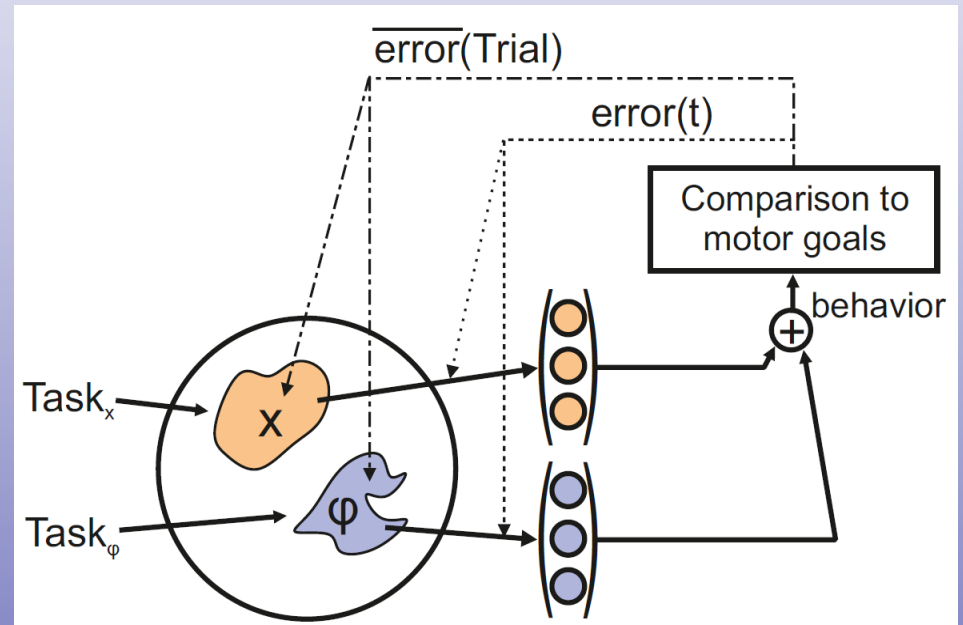 error(Trial)
error(t)
Comparison to
motor goals
behavior
+
Taskₓ
x
φ
Taskᵩ